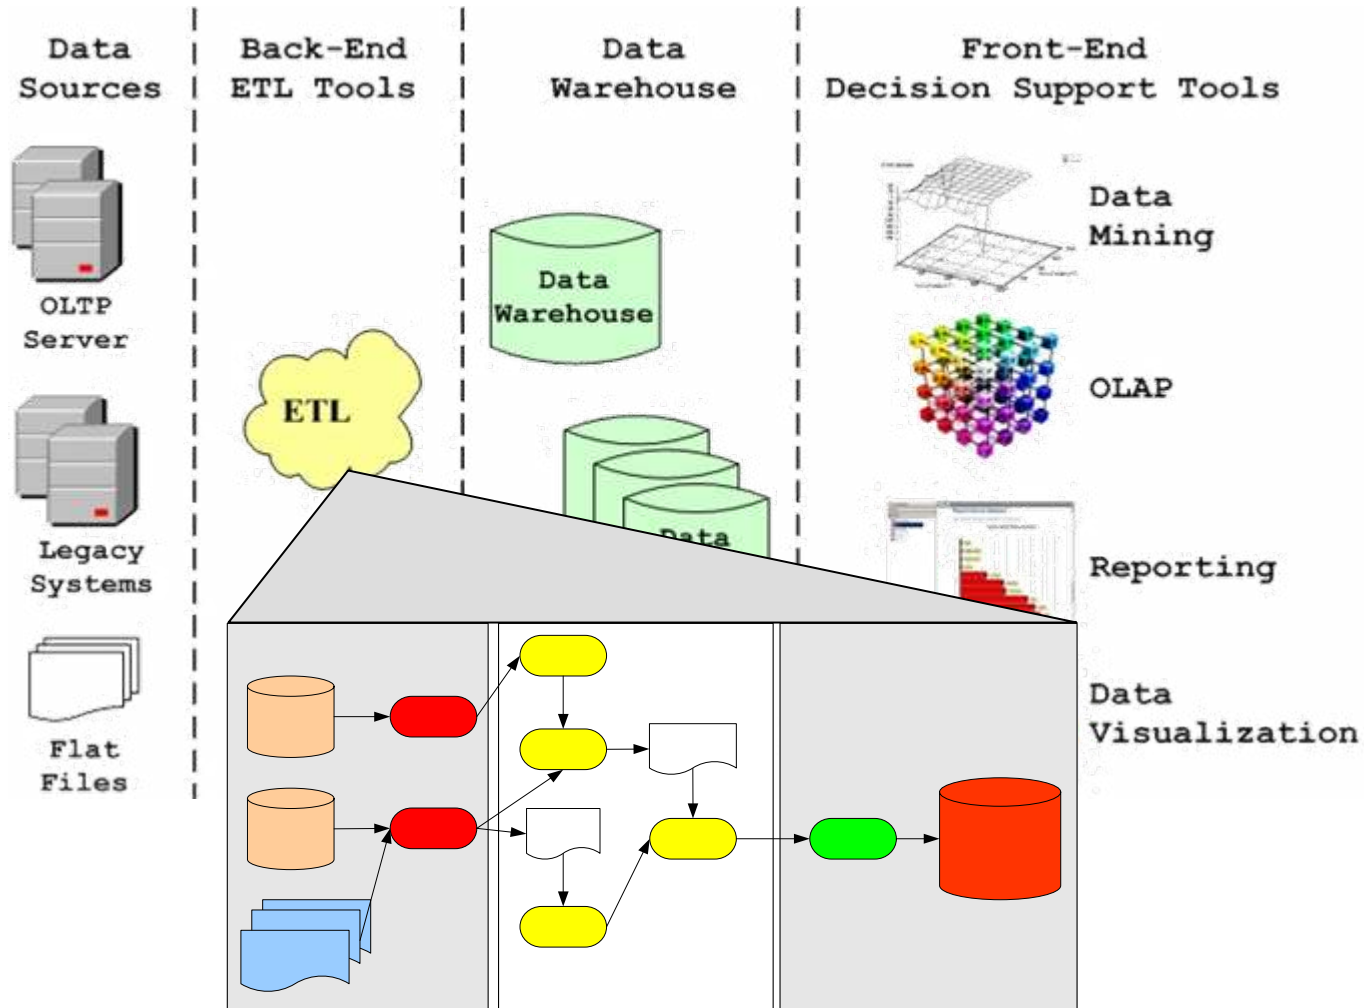 Data
Sources
Back-End
ETL Tools
Data
Warehouse
Front-End
Decision Support Tools
OLTP
Server
Legacy
Systems
Flat
Files
ETL
Data
Warehouse
Data
Data
Mining
OLAP
Reporting
Data
Visualization